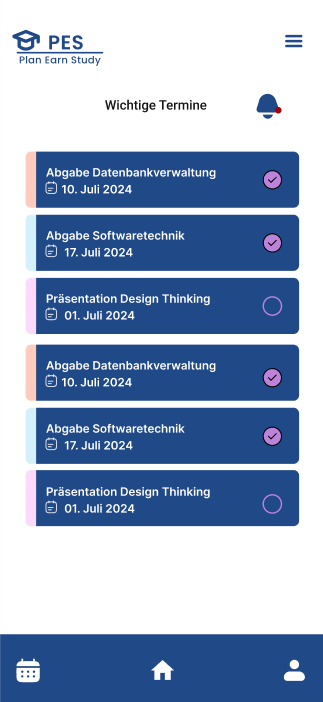 PES
Plan Earn Study
Wichtige Termine
Abgabe Datenbankverwaltung
10. Juli 2024
Abgabe Softwaretechnik
17. Juli 2024
Präsentation Design Thinking
01. Juli 2024
Abgabe Datenbankverwaltung
10. Juli 2024
Abgabe Softwaretechnik
17. Juli 2024
Präsentation Design Thinking
01. Juli 2024